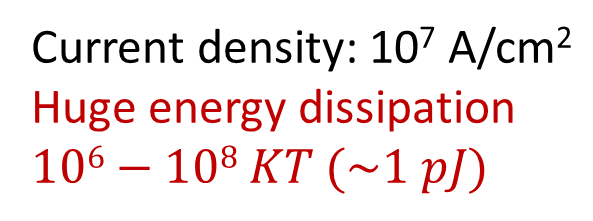 Current density: 10⁷ A/cm²
Huge energy dissipation
10⁶ − 10⁸ KT (~1 pJ)